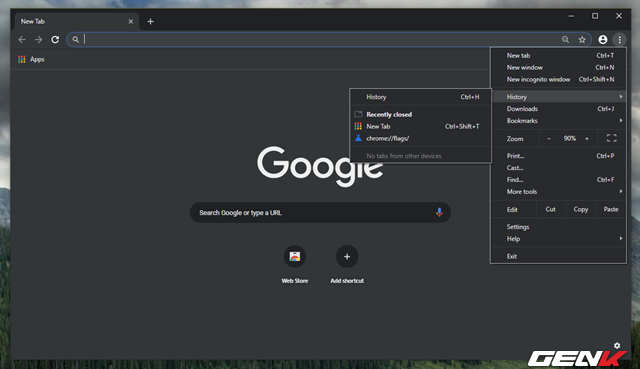 New Tab
Apps
New tab Ctrl+T
New window Ctrl+N
New incognito window Ctrl+Shift+N
History
Downloads Ctrl+J
Bookmarks
Zoom - 90% +
Print... Ctrl+P
Cast...
Find... Ctrl+F
More tools
Edit Cut Copy Paste
Settings
Help
Exit
History Ctrl+H
Recently closed
New Tab Ctrl+Shift+T
chrome://flags/
No tabs from other devices
Google
Search Google or type a URL
Web Store
Add shortcut
GENK